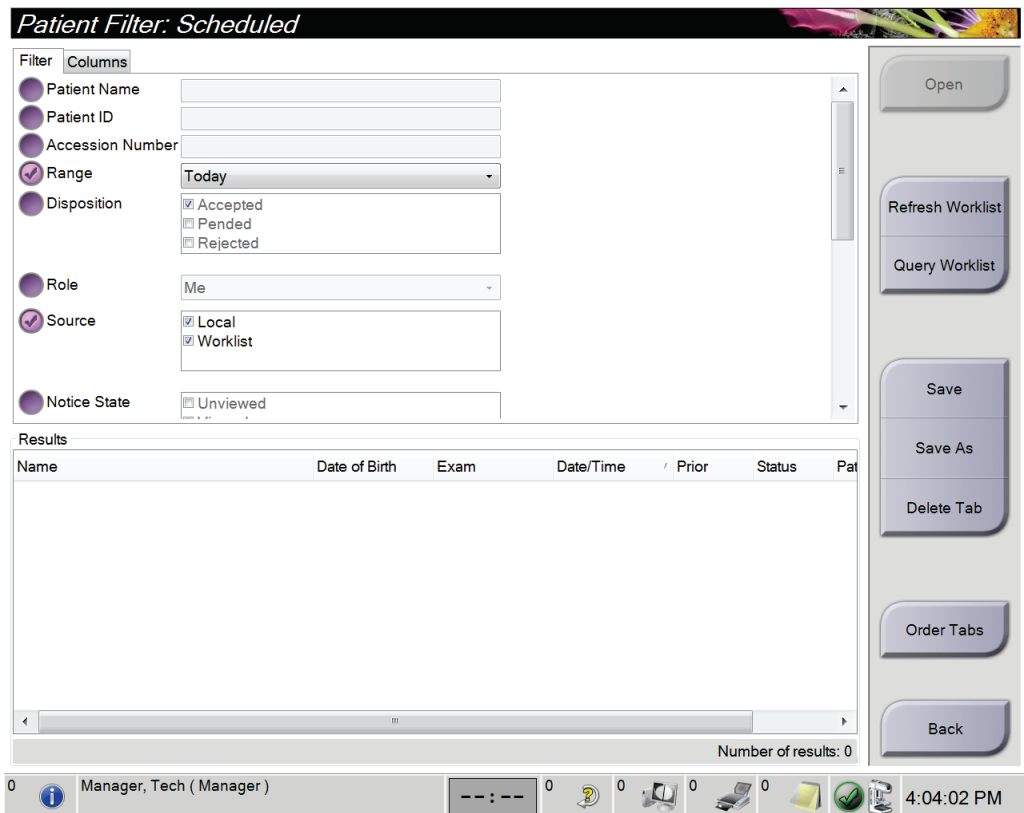 Patient Filter: Scheduled
Filter
Columns
Patient Name
Patient ID
Accession Number
Range
Today
Disposition
Accepted
Pended
Rejected
Role
Me
Source
Local
Worklist
Notice State
Unviewed
Results
Name Date of Birth Exam Date/Time Prior Status Pat
Number of results: 0
Open
Refresh Worklist
Query Worklist
Save
Save As
Delete Tab
Order Tabs
Back
0 Manager, Tech ( Manager ) --:-- 0 0 0 0 4:04:02 PM